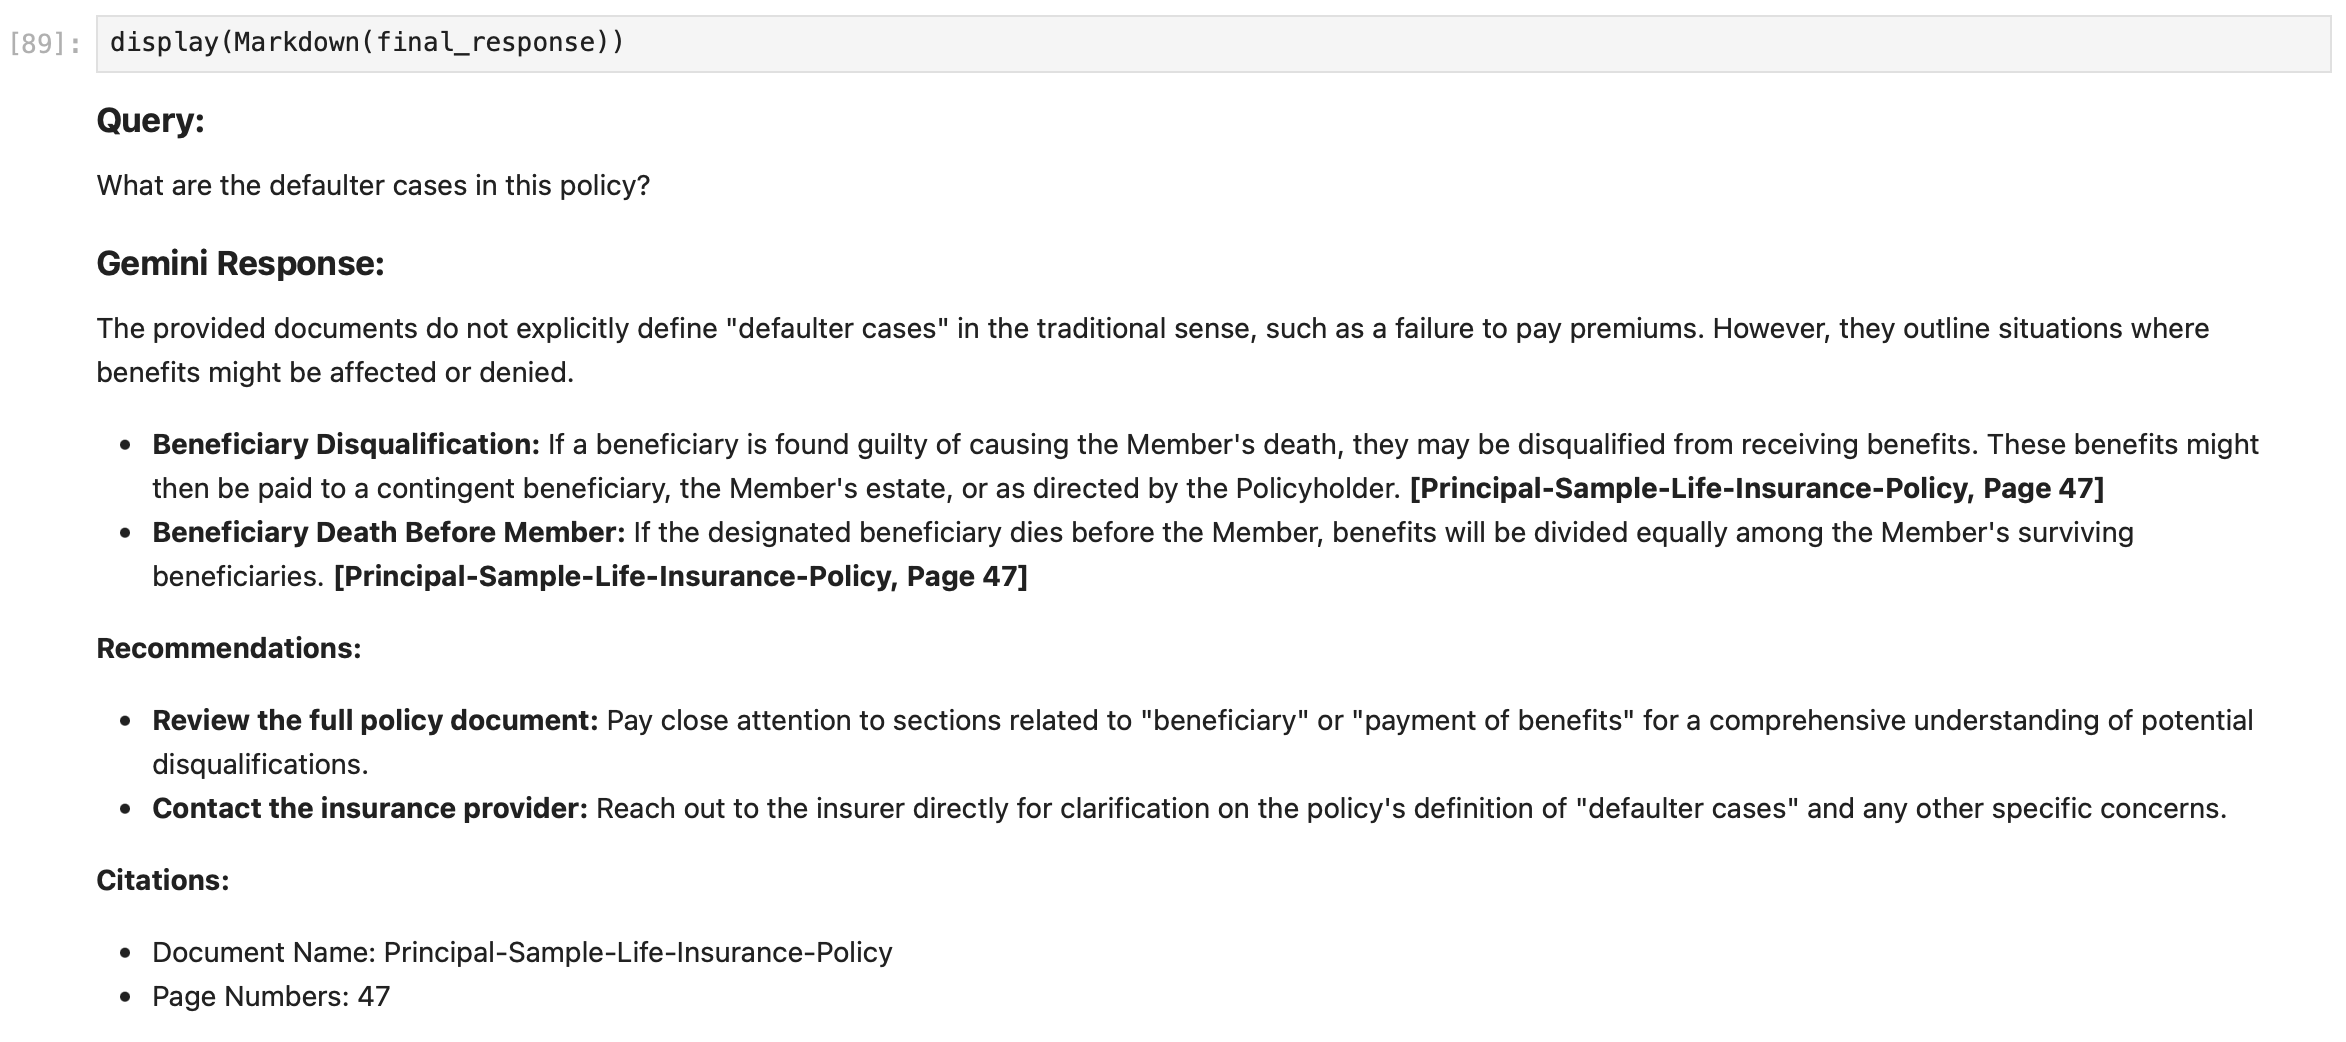 [89]: display(Markdown(final_response))
Query:
What are the defaulter cases in this policy?
Gemini Response:
The provided documents do not explicitly define "defaulter cases" in the traditional sense, such as a failure to pay premiums. However, they outline situations where
benefits might be affected or denied.
• Beneficiary Disqualification: If a beneficiary is found guilty of causing the Member's death, they may be disqualified from receiving benefits. These benefits might
then be paid to a contingent beneficiary, the Member's estate, or as directed by the Policyholder. [Principal-Sample-Life-Insurance-Policy, Page 47]
• Beneficiary Death Before Member: If the designated beneficiary dies before the Member, benefits will be divided equally among the Member's surviving
beneficiaries. [Principal-Sample-Life-Insurance-Policy, Page 47]
Recommendations:
• Review the full policy document: Pay close attention to sections related to "beneficiary" or "payment of benefits" for a comprehensive understanding of potential
disqualifications.
• Contact the insurance provider: Reach out to the insurer directly for clarification on the policy's definition of "defaulter cases" and any other specific concerns.
Citations:
• Document Name: Principal-Sample-Life-Insurance-Policy
• Page Numbers: 47